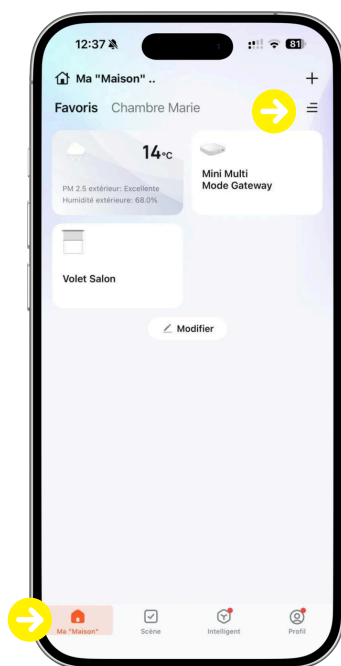 12:37
81
Ma "Maison" ..
Favoris Chambre Marie
14°C
PM 2.5 extérieur: Excellente
Humidité extérieure: 68.0%
Mini Multi
Mode Gateway
Volet Salon
Modifier
Ma "Maison" Scène Intelligent Profil